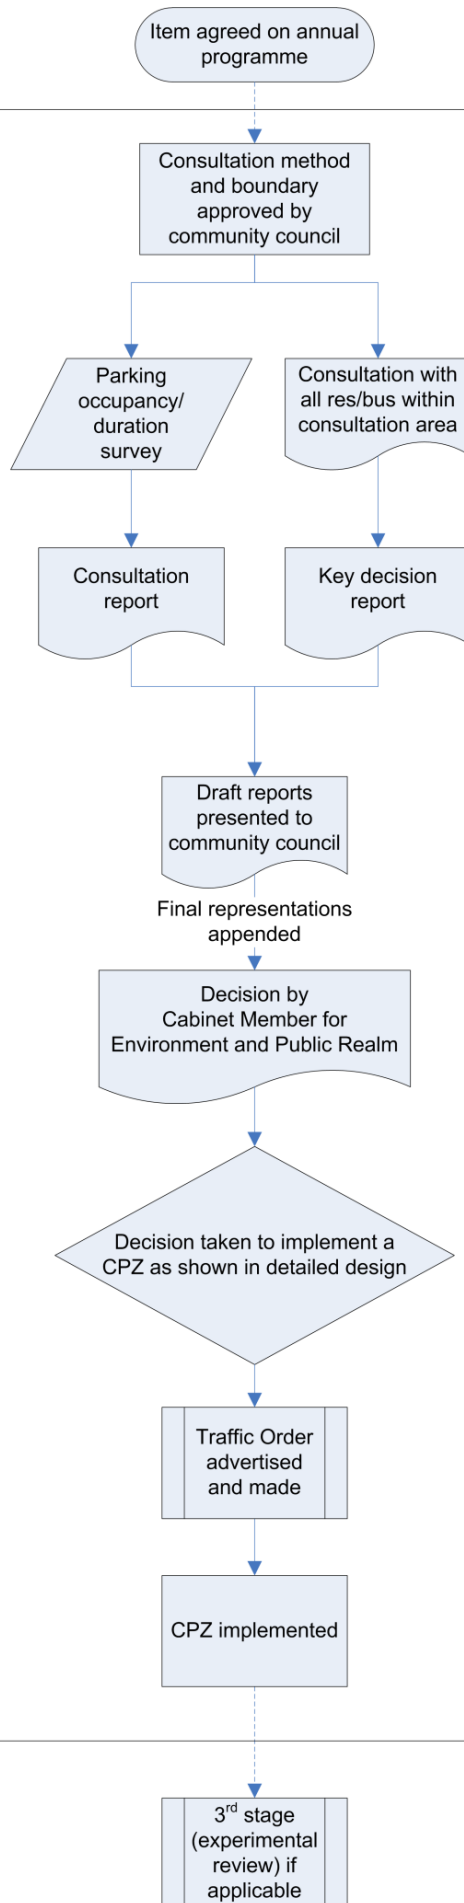 Item agreed on annual
programme
Consultation method
and boundary
approved by
community council
Parking
occupancy/
duration
survey
Consultation with
all res/bus within
consultation area
Consultation
report
Key decision
report
Draft reports
presented to
community council
Final representations
appended
Decision by
Cabinet Member for
Environment and Public Realm
Decision taken to implement a
CPZ as shown in detailed design
Traffic Order
advertised
and made
CPZ implemented
3rd stage
(experimental
review) if
applicable